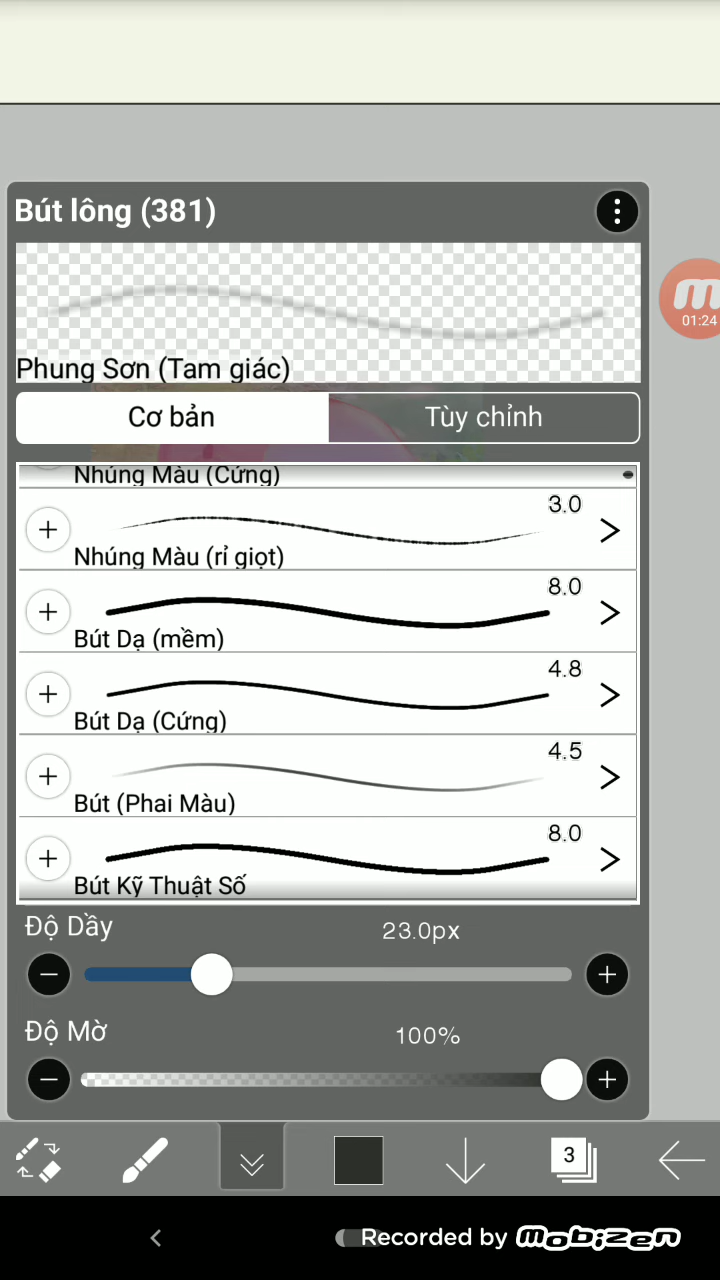 Bút lông (381)
Phung Sơn (Tam giác)
01:24
Cơ bản
Tùy chỉnh
Nhúng Màu (Cứng)
3.0
Nhúng Màu (rỉ giọt)
8.0
Bút Dạ (mềm)
4.8
Bút Dạ (Cứng)
4.5
Bút (Phai Màu)
8.0
Bút Kỹ Thuật Số
Độ Dầy
23.0px
Độ Mờ
100%
3
Recorded by mobizen